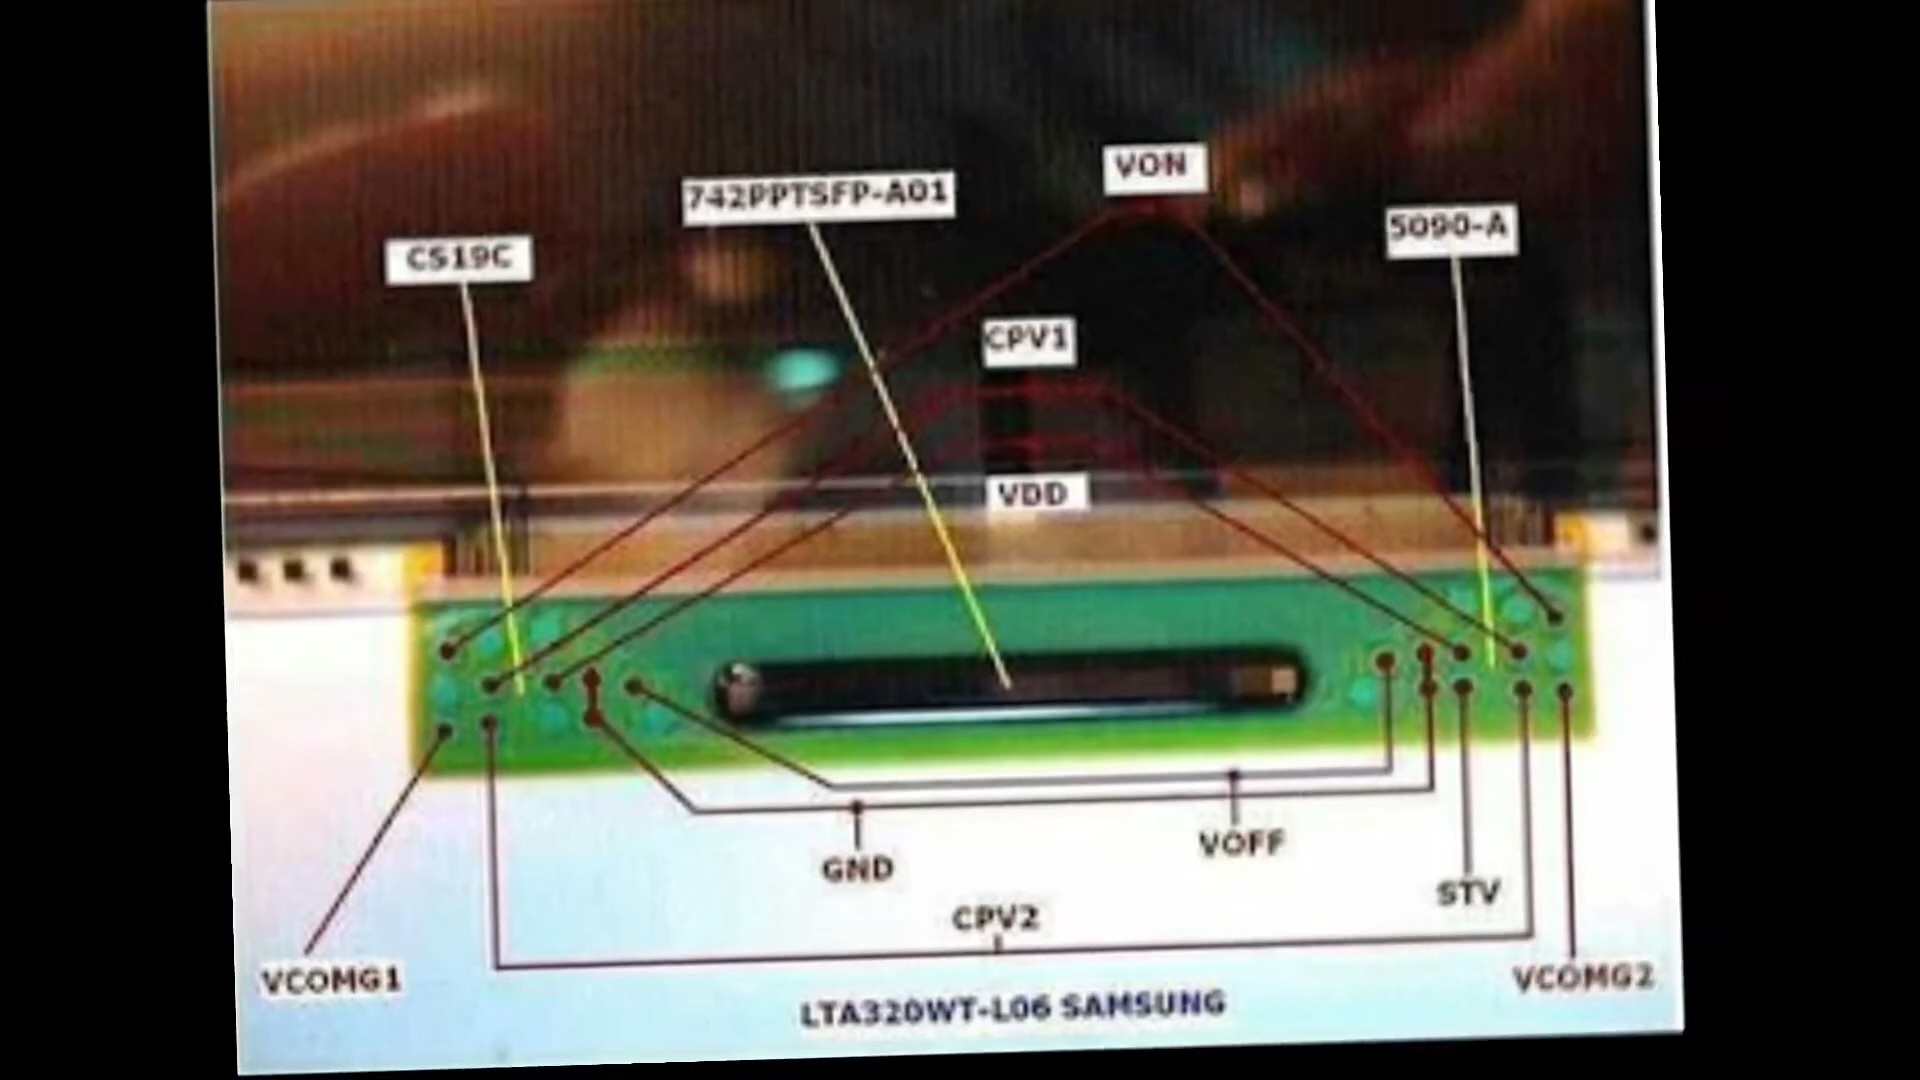 VON
742PPTSFP-A01
5090-A
CS19C
CPV1
VDD
VOFF
GND
STV
CPV2
VCOMG1
VCOMG2
LTA320WT-L06 SAMSUNG